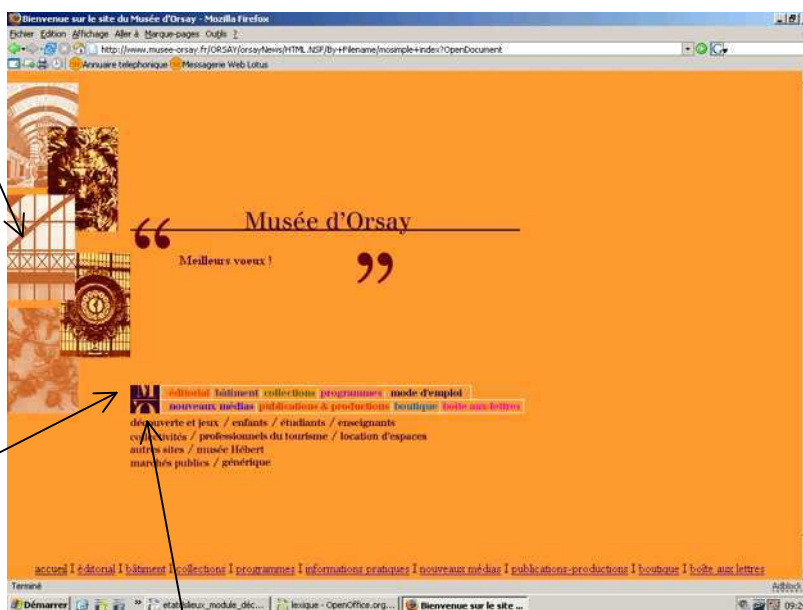 Bienvenue sur le site du Musée d'Orsay - Mozilla Firefox
Fichier Edition Affichage Aller à Marque-pages Outils ?
http://www.musee-orsay.fr/ORSAY/orsayNews/HTML.NSF/By+Filename/mosimple+index?OpenDocument
Annuaire telephonique Messagerie Web Lotus
Musée d'Orsay
“ Meilleurs voeux ! ”
éditorial bâtiment collections programmes mode d'emploi
nouveaux médias publications & productions boutique boîte aux lettres
découverte et jeux / enfants / étudiants / enseignants
collectivités / professionnels du tourisme / location d'espaces
autres sites / musée Hébert
marchés publics / générique
accueil I éditorial I bâtiment I collections I programmes I informations pratiques I nouveaux médias I publications-productions I boutique I boîte aux lettres
Terminé Adblock
Démarrer etatdslieux_module_déc... lexique - OpenOffice.org... Bienvenue sur le site ...